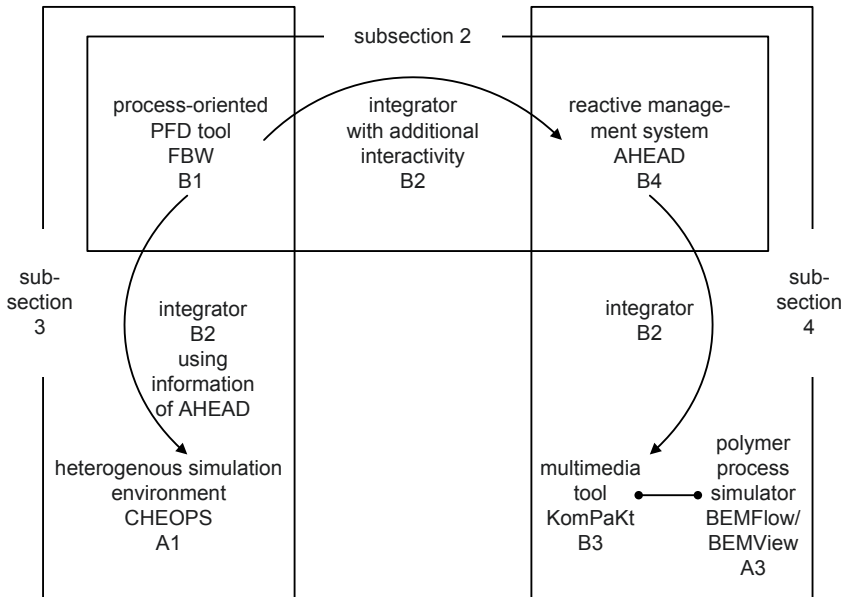 subsection 2
process-oriented
PFD tool
FBW
B1
integrator
with additional
interactivity
B2
reactive manage-
ment system
AHEAD
B4
sub-
section
3
integrator
B2
using
information
of AHEAD
integrator
B2
sub-
section
4
heterogenous simulation
environment
CHEOPS
A1
multimedia
tool
KomPaKt
B3
polymer
process
simulator
BEMFlow/
BEMView
A3